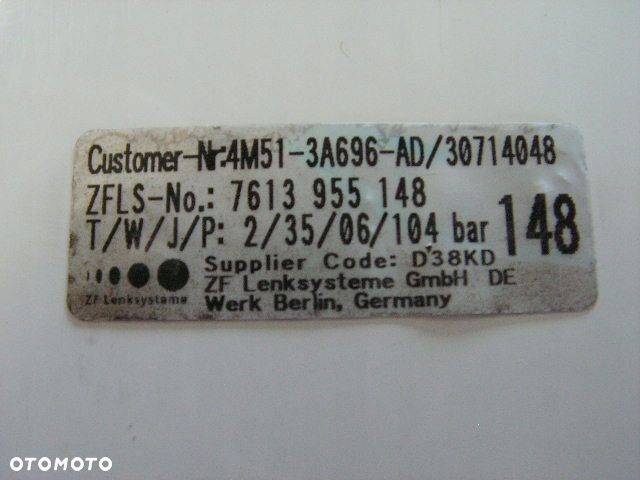 Customer-Nr:4M51-3A696-AD/30714048
ZFLS-No.: 7613 955 148
T/W/J/P: 2/35/06/104 bar
148
Supplier Code: D38KD
ZF Lenksysteme GmbH DE
ZF Lenksysteme
Werk Berlin, Germany
OTOMOTO